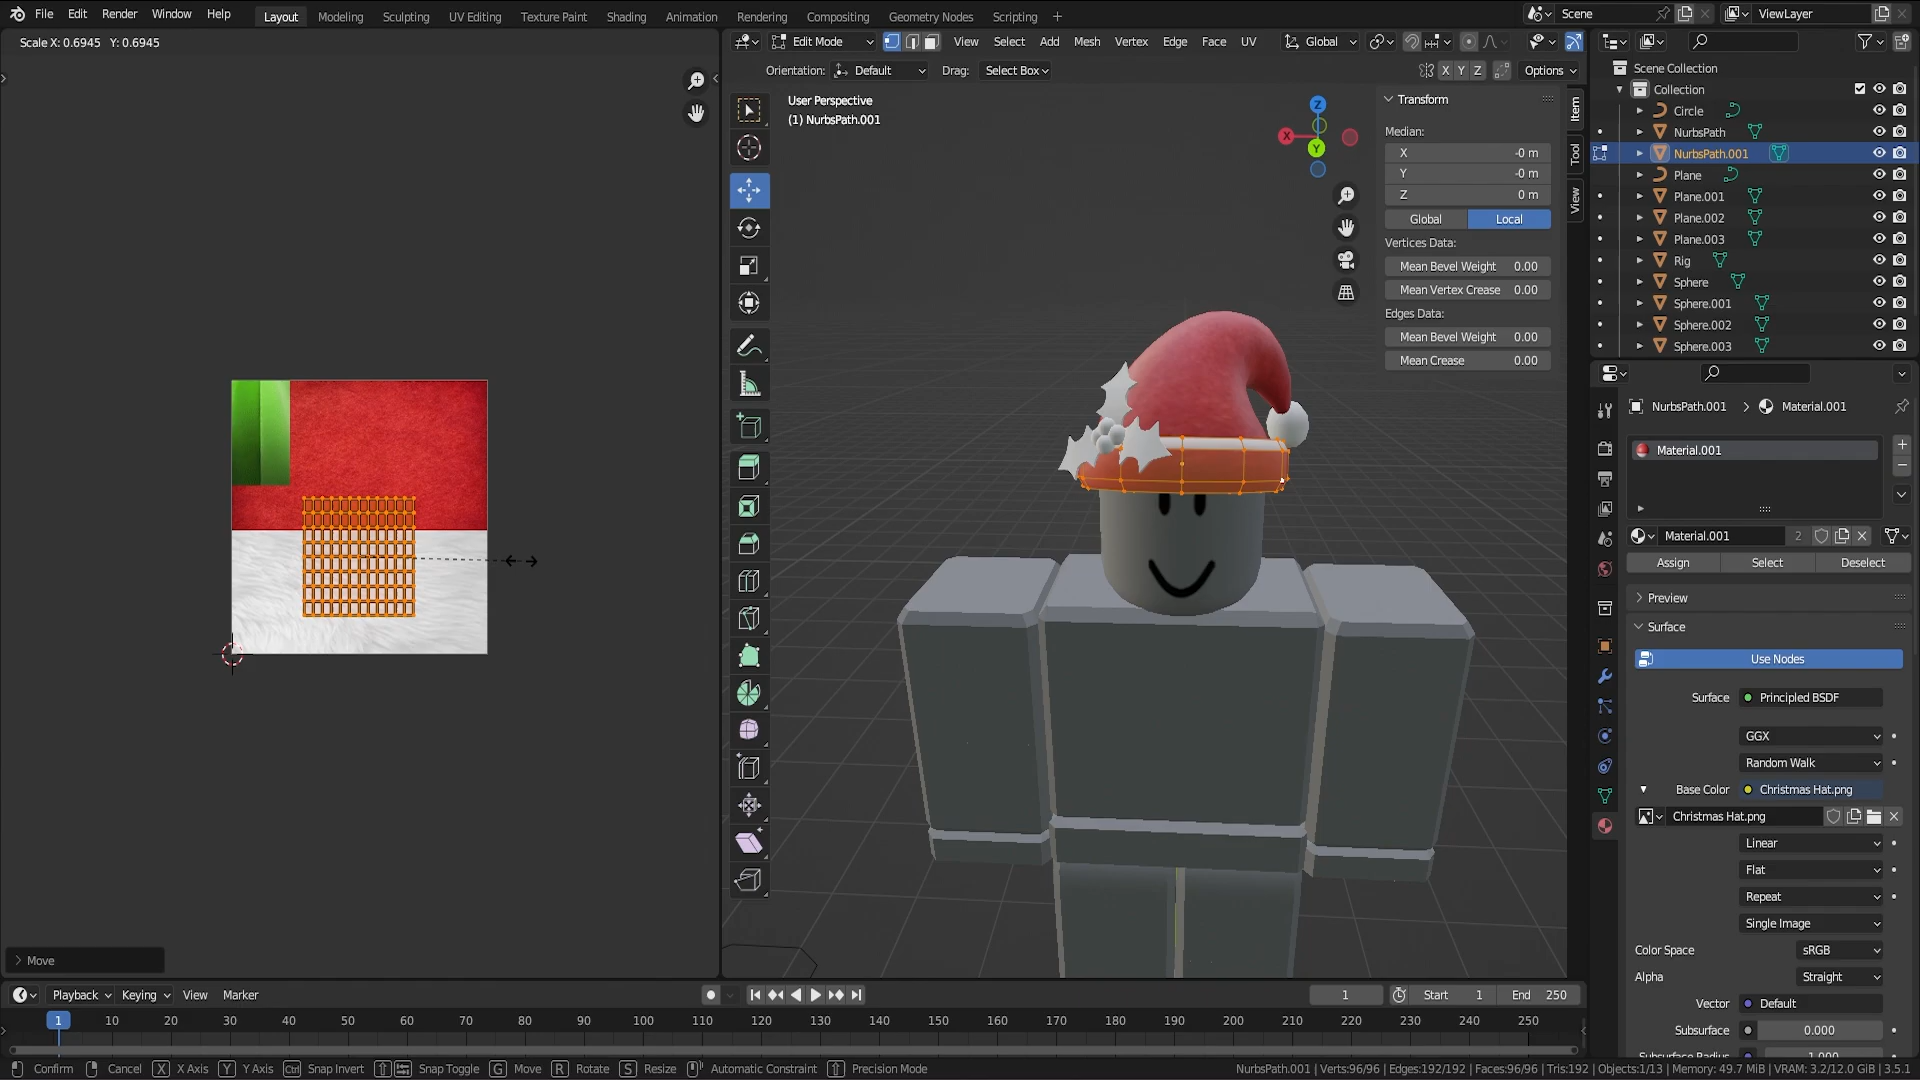 File Edit Render Window Help Layout Modeling Sculpting UV Editing Texture Paint Shading Animation Rendering Compositing Geometry Nodes Scripting + Scene ViewLayer
Scale X: 0.6945 Y: 0.6945
Edit Mode View Select Add Mesh Vertex Edge Face UV Global
Orientation: Default Drag: Select Box X Y Z Options
User Perspective
(1) NurbsPath.001
Z
X
Y
Transform
Median:
X -0 m
Y -0 m
Z 0 m
Global Local
Vertices Data:
Mean Bevel Weight 0.00
Mean Vertex Crease 0.00
Edges Data:
Mean Bevel Weight 0.00
Mean Crease 0.00
Item
Tool
View
Scene Collection
Collection
Circle
NurbsPath
NurbsPath.001
Plane
Plane.001
Plane.002
Plane.003
Rig
Sphere
Sphere.001
Sphere.002
Sphere.003
NurbsPath.001 > Material.001
Material.001
Material.001 2
Assign Select Deselect
Preview
Surface
Use Nodes
Surface Principled BSDF
GGX
Random Walk
Base Color Christmas Hat.png
Christmas Hat.png
Linear
Flat
Repeat
Single Image
Color Space sRGB
Alpha Straight
Vector Default
Subsurface 0.000
Subsurface Radius 1.000
Move
Playback Keying View Marker 1 Start 1 End 250
1 10 20 30 40 50 60 70 80 90 100 110 120 130 140 150 160 170 180 190 200 210 220 230 240 250
Confirm Cancel X X Axis Y Y Axis Ctrl Snap Invert Snap Toggle G Move R Rotate S Resize Automatic Constraint Precision Mode NurbsPath.001 | Verts:96/96 | Edges:192/192 | Faces:96/96 | Tris:192 | Objects:1/13 | Memory: 49.7 MiB | VRAM: 3.2/12.0 GiB | 3.5.1